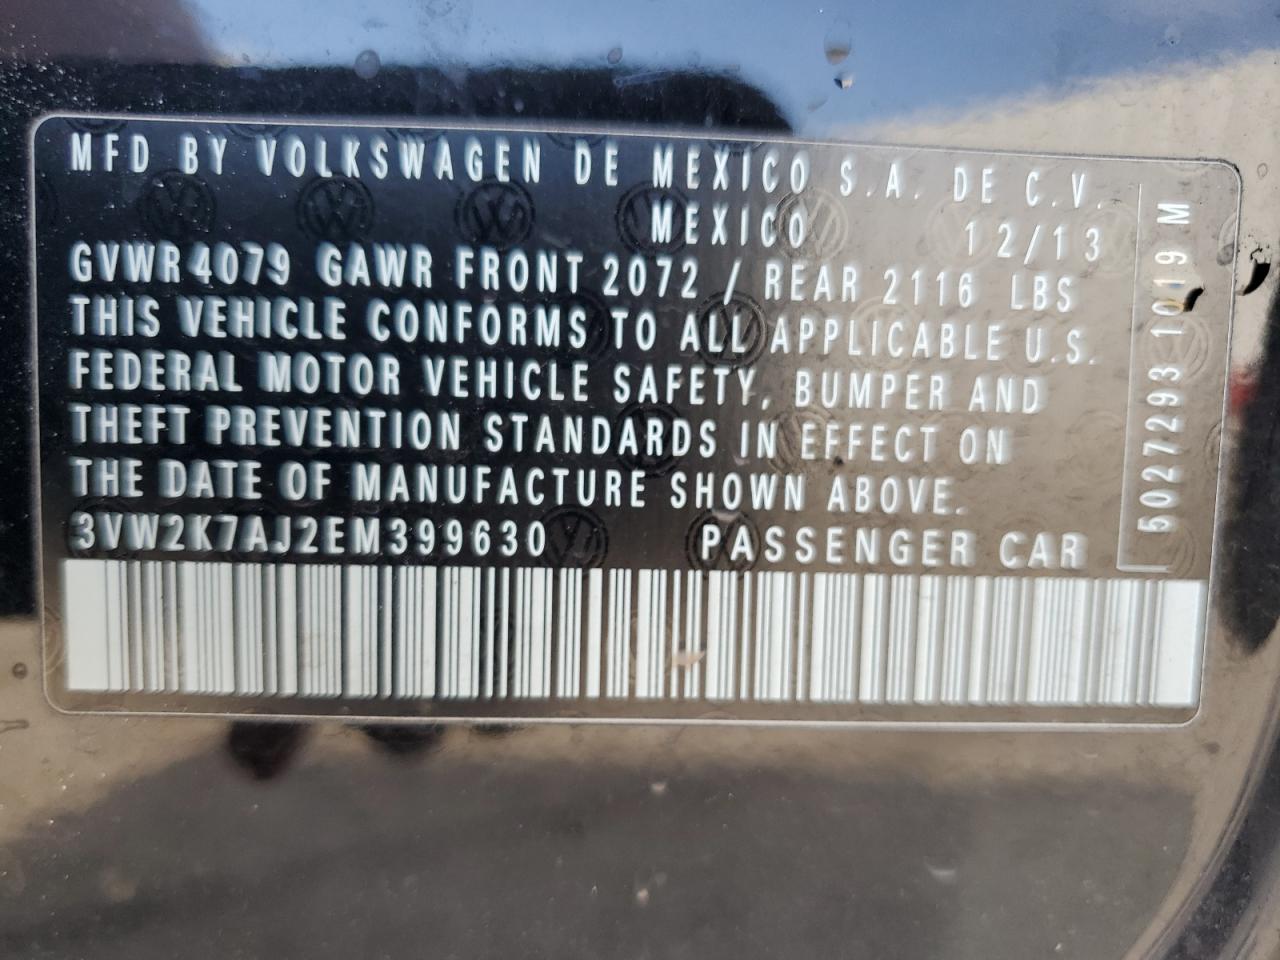 MFD BY VOLKSWAGEN DE MEXICO S.A. DE C.V.
MEXICO 12/13
GVWR 4079 GAWR FRONT 2072 / REAR 2116 LBS
THIS VEHICLE CONFORMS TO ALL APPLICABLE U.S.
FEDERAL MOTOR VEHICLE SAFETY, BUMPER AND
THEFT PREVENTION STANDARDS IN EFFECT ON
THE DATE OF MANUFACTURE SHOWN ABOVE.
3VW2K7AJ2EM399630 PASSENGER CAR
5027293 1019 M